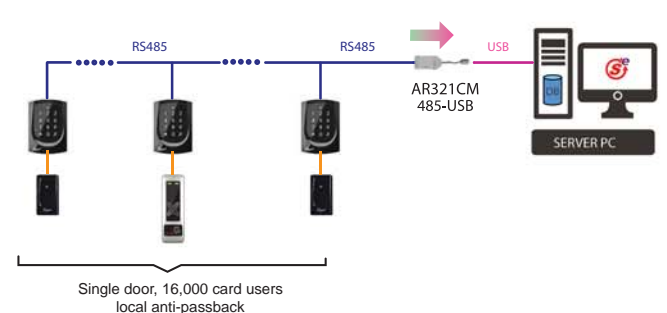 RS485
RS485
USB
AR321CM
485-USB
DB
SERVER PC
Single door, 16,000 card users
local anti-passback